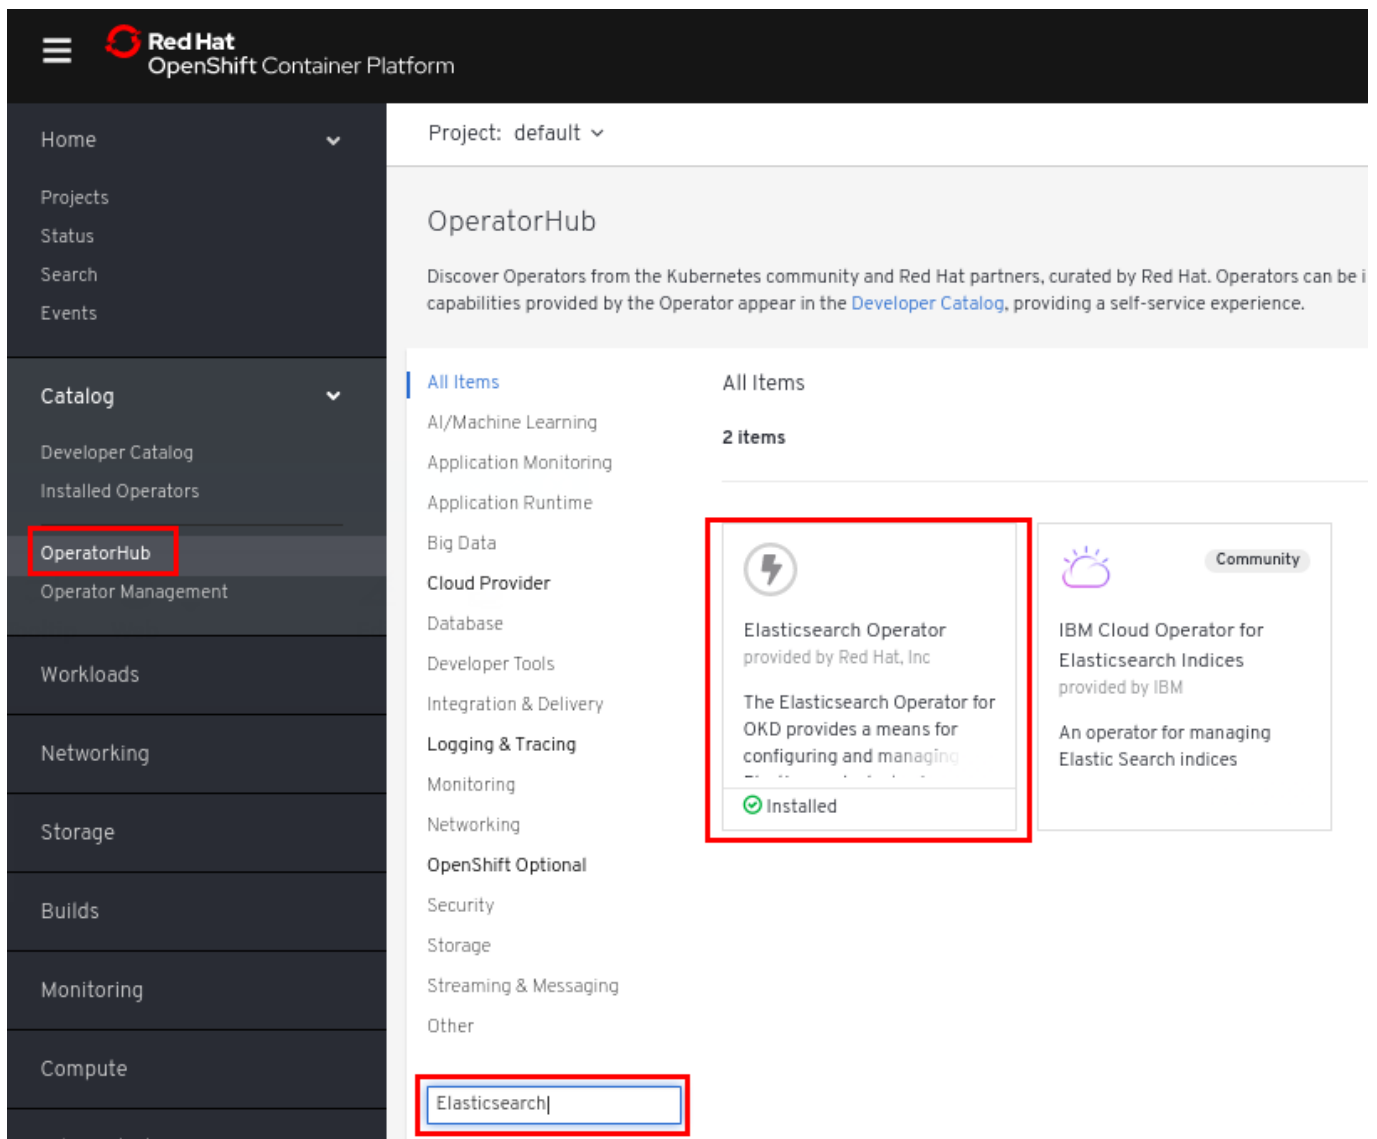 Red Hat
OpenShift Container Platform
Home
Projects
Status
Search
Events
Catalog
Developer Catalog
Installed Operators
OperatorHub
Operator Management
Workloads
Networking
Storage
Builds
Monitoring
Compute
Project: default
OperatorHub
Discover Operators from the Kubernetes community and Red Hat partners, curated by Red Hat. Operators can be i
capabilities provided by the Operator appear in the Developer Catalog, providing a self-service experience.
All Items
AI/Machine Learning
Application Monitoring
Application Runtime
Big Data
Cloud Provider
Database
Developer Tools
Integration & Delivery
Logging & Tracing
Monitoring
Networking
OpenShift Optional
Security
Storage
Streaming & Messaging
Other
Elasticsearch
All Items
2 items
Elasticsearch Operator
provided by Red Hat, Inc
The Elasticsearch Operator for
OKD provides a means for
configuring and managing
Installed
Community
IBM Cloud Operator for
Elasticsearch Indices
provided by IBM
An operator for managing
Elastic Search indices